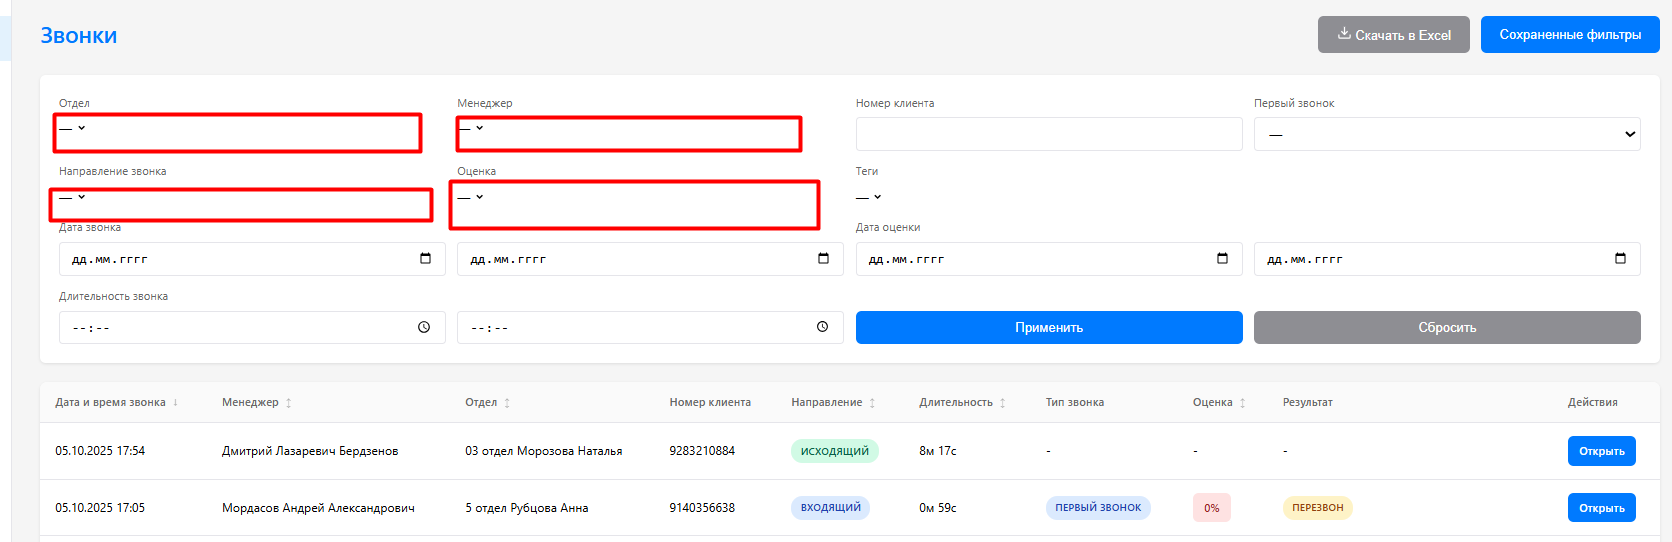 Звонки
Скачать в Excel
Сохраненные фильтры
Отдел Менеджер Номер клиента Первый звонок
— — —
Направление звонка Оценка Теги
— — —
Дата звонка Дата оценки
дд.мм.гггг дд.мм.гггг дд.мм.гггг дд.мм.гггг
Длительность звонка
--:-- --:-- Применить Сбросить
Дата и время звонка ↓ Менеджер ↕ Отдел ↕ Номер клиента Направление ↕ Длительность ↕ Тип звонка Оценка ↕ Результат Действия
05.10.2025 17:54 Дмитрий Лазаревич Бердзенов 03 отдел Морозова Наталья 9283210884 ИСХОДЯЩИЙ 8м 17с - - - Открыть
05.10.2025 17:05 Мордасов Андрей Александрович 5 отдел Рубцова Анна 9140356638 ВХОДЯЩИЙ 0м 59с ПЕРВЫЙ ЗВОНОК 0% ПЕРЕЗВОН Открыть